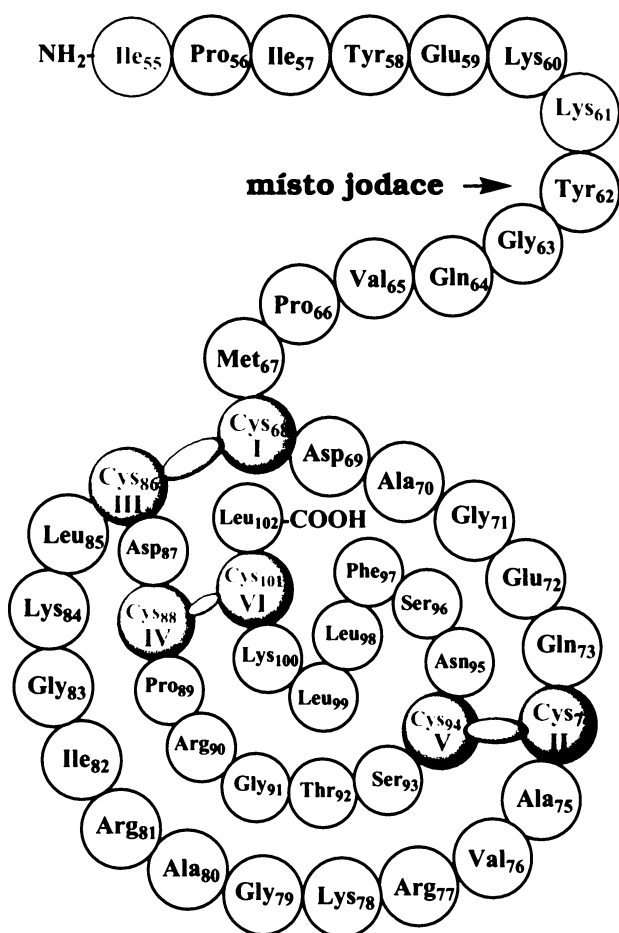 NH2-Ile55 Pro56 Ile57 Tyr58 Glu59 Lys60
Lys61
místo jodace → Tyr62
Gly63
Gln64
Val65
Pro66
Met67
Cys68 I
Asp69
Ala70
Gly71
Glu72
Gln73
Cys7 II
Ala75
Val76
Arg77
Lys78
Gly79
Ala80
Arg81
Ile82
Gly83
Lys84
Leu85
Cys86 III
Asp87
Cys88 IV
Pro89
Arg90
Gly91
Thr92
Ser93
Cys94 V
Asn95
Ser96
Phe97
Leu98
Leu99
Lys100
Cys101 VI
Leu102-COOH